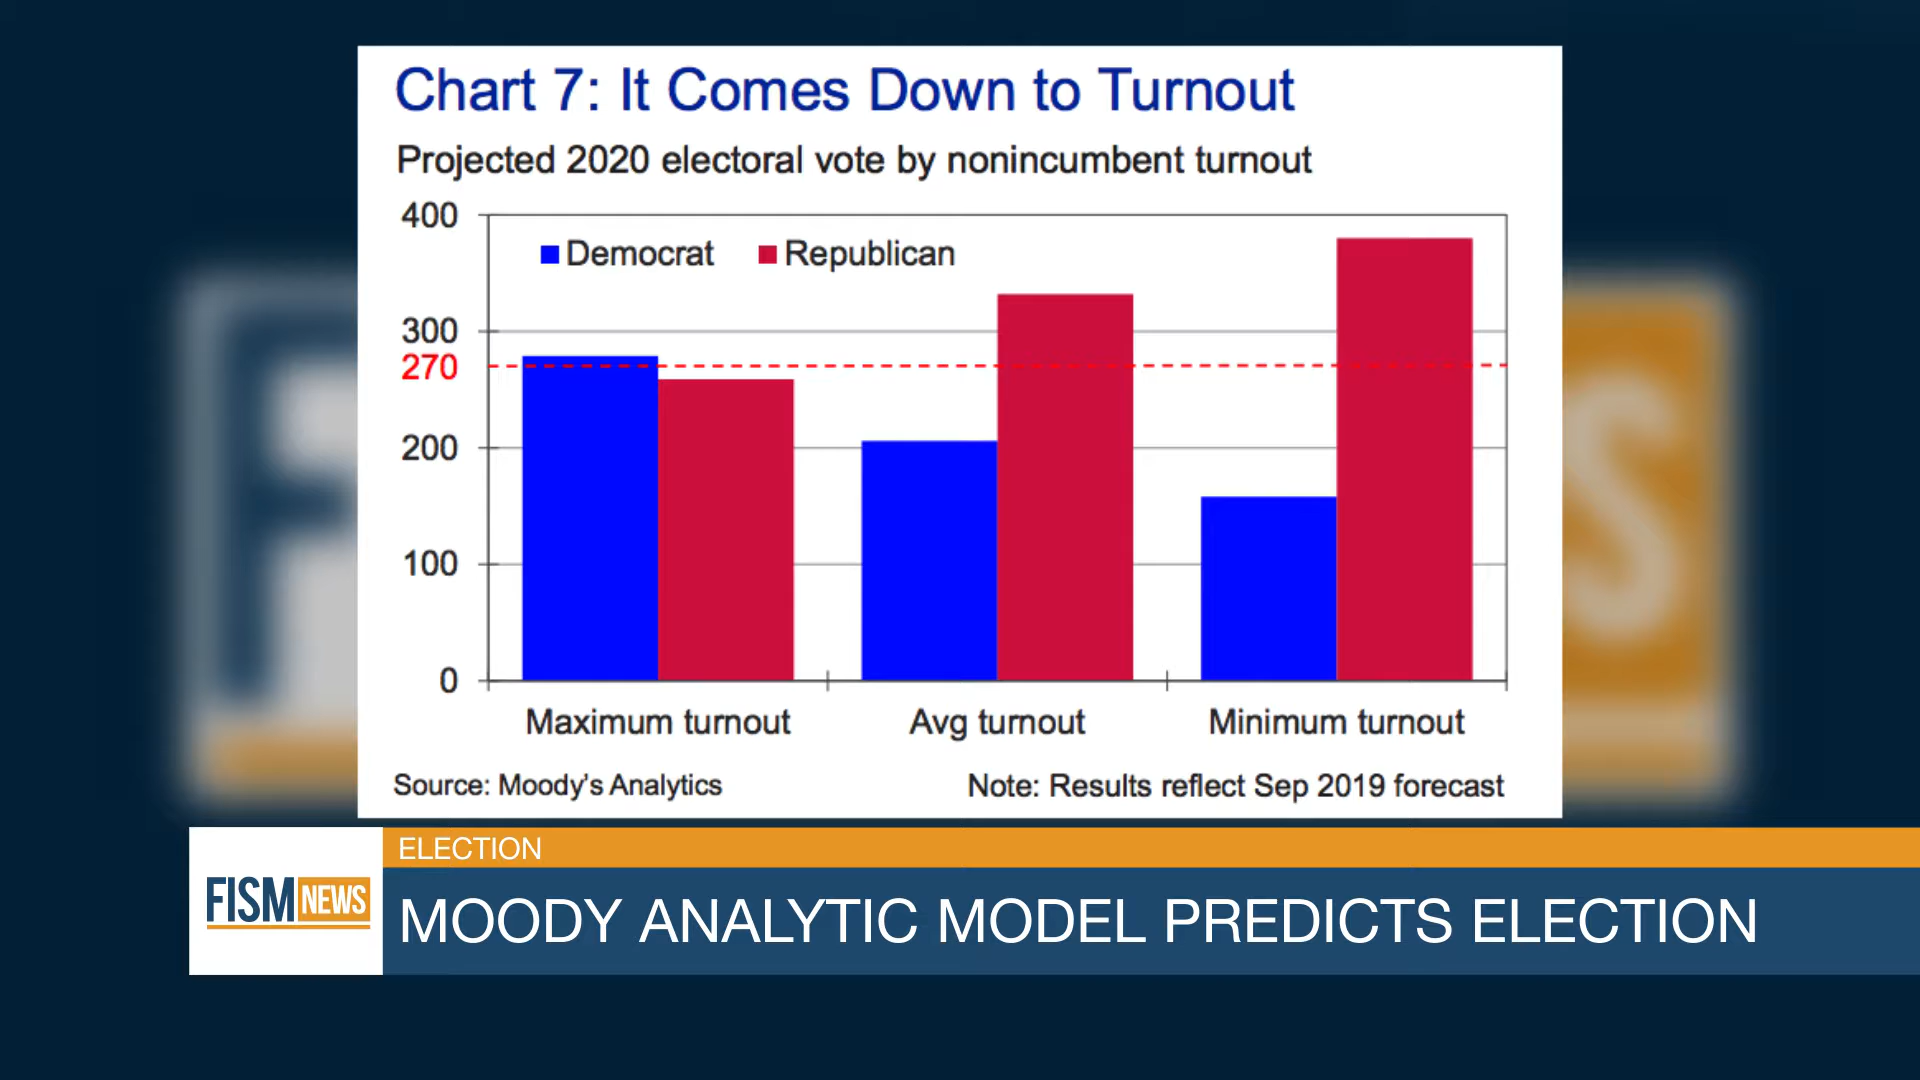 Chart 7: It Comes Down to Turnout
Projected 2020 electoral vote by nonincumbent turnout
400
Democrat Republican
300
270
200
100
0
Maximum turnout Avg turnout Minimum turnout
Source: Moody's Analytics Note: Results reflect Sep 2019 forecast
ELECTION
FISM NEWS
MOODY ANALYTIC MODEL PREDICTS ELECTION